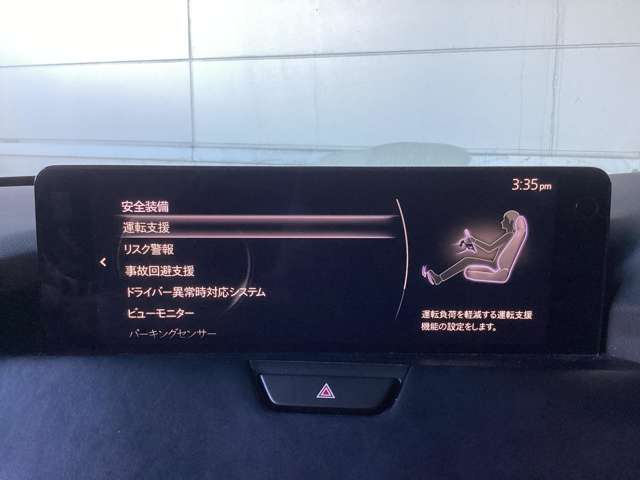 3:35pm
安全装備
運転支援
リスク警報
事故回避支援
ドライバー異常時対応システム
ビューモニター
パーキングセンサー
運転負荷を軽減する運転支援
機能の設定をします。